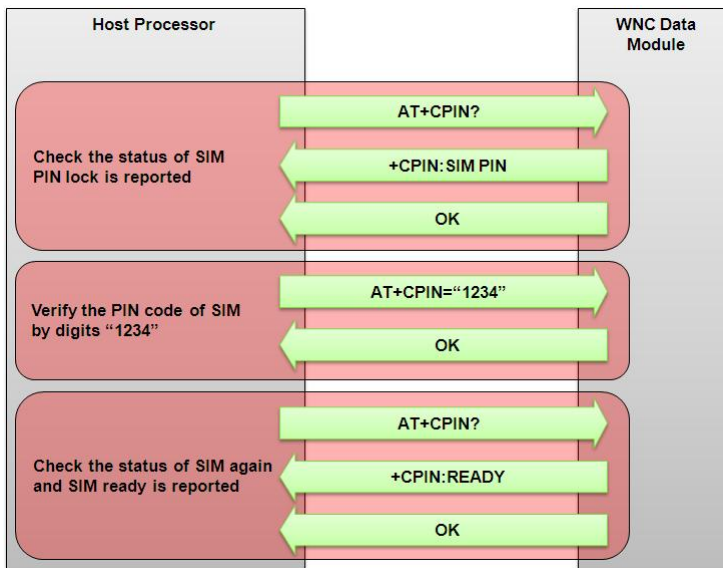 Host Processor
WNC Data
Module
AT+CPIN?
Check the status of SIM
PIN lock is reported
+CPIN:SIM PIN
OK
AT+CPIN=“1234”
Verify the PIN code of SIM
by digits “1234”
OK
AT+CPIN?
Check the status of SIM again
and SIM ready is reported
+CPIN:READY
OK